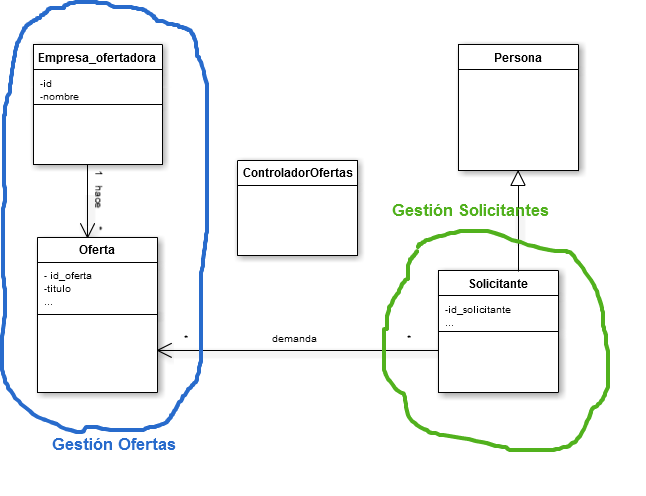 Empresa_ofertadora
-id
-nombre
Persona
ControladorOfertas
1 hace *
Gestión Solicitantes
Oferta
- id_oferta
-titulo
...
Solicitante
-id_solicitante
...
* demanda *
Gestión Ofertas